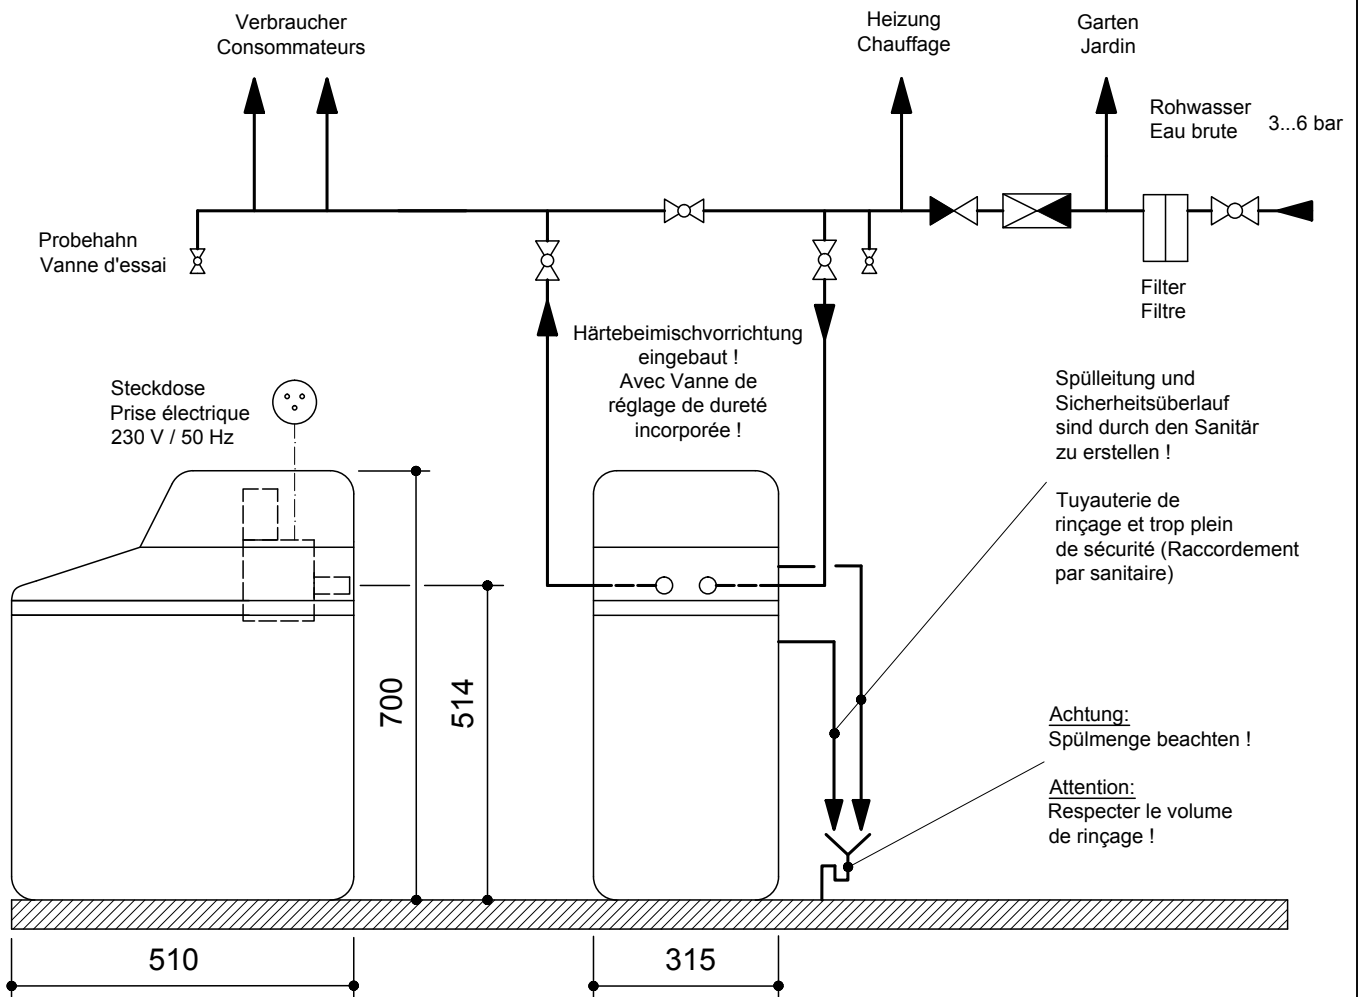 Verbraucher
Consommateurs
Heizung
Chauffage
Garten
Jardin
Rohwasser
Eau brute
3...6 bar
Probehahn
Vanne d'essai
Filter
Filtre
Härtebeimischvorrichtung
eingebaut !
Avec Vanne de
réglage de dureté
incorporée !
Steckdose
Prise électrique
230 V / 50 Hz
Spülleitung und
Sicherheitsüberlauf
sind durch den Sanitär
zu erstellen !
Tuyauterie de
rinçage et trop plein
de sécurité (Raccordement
par sanitaire)
700
514
Achtung:
Spülmenge beachten !
Attention:
Respecter le volume
de rinçage !
510
315